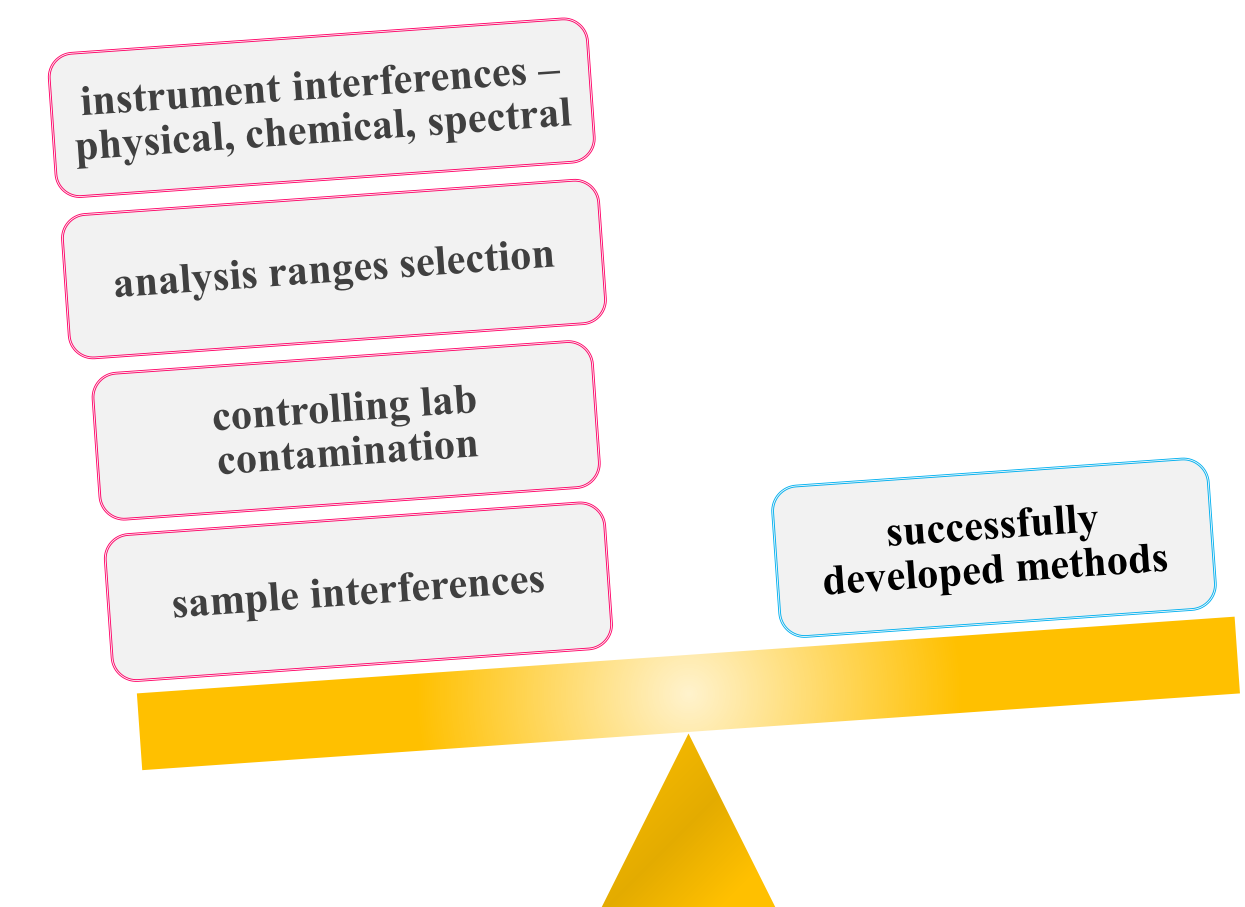 instrument interferences –
physical, chemical, spectral
analysis ranges selection
controlling lab
contamination
sample interferences
successfully
developed methods